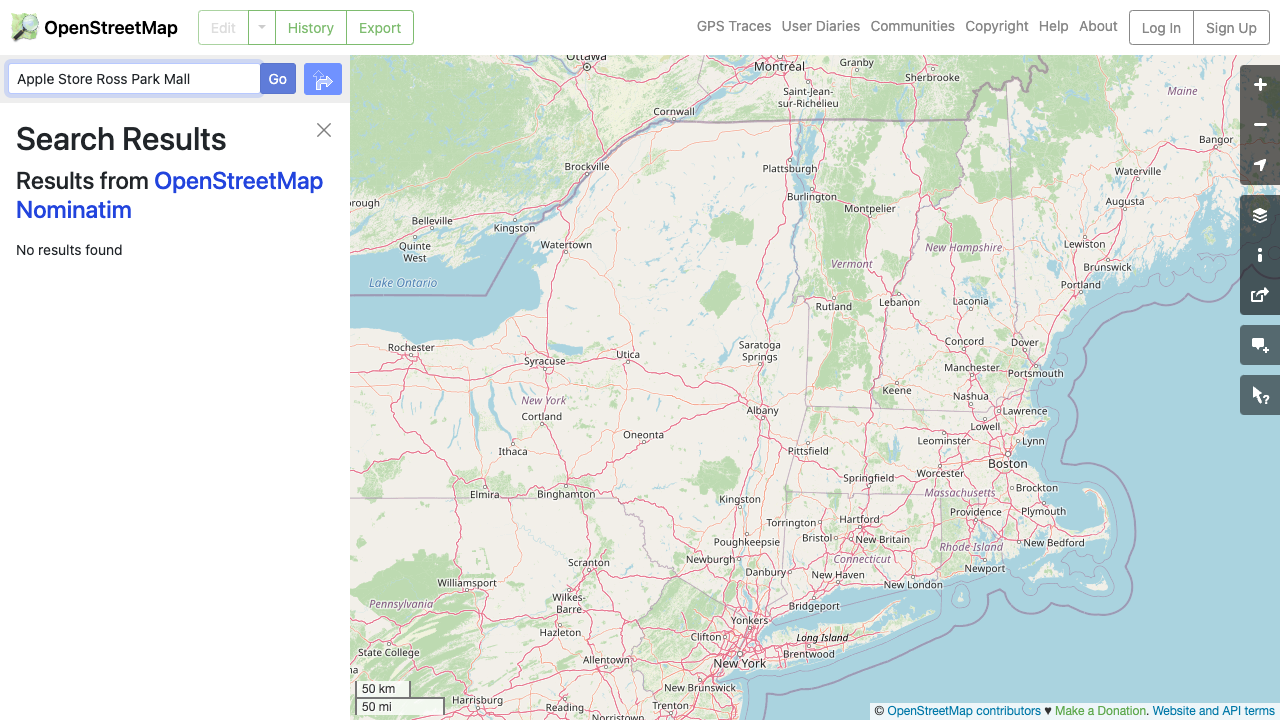 OpenStreetMap
Edit
History
Export
GPS Traces
User Diaries
Communities
Copyright
Help
About
Log In
Sign Up
Apple Store Ross Park Mall
Go
Search Results
Results from OpenStreetMap
Nominatim
No results found
Ottawa
Montréal
Granby
Sherbrooke
Saint-Jean-
sur-Richelieu
Maine
Cornwall
Bangor
Brockville
Plattsburgh
Waterville
Burlington
Augusta
Montpelier
orough
Belleville
Kingston
Quinte
West
Watertown
New Hampshire
Lewiston
Brunswick
Vermont
Lake Ontario
Portland
Rutland
Lebanon
Laconia
Rochester
Syracuse
Utica
Saratoga
Springs
Concord
Dover
Manchester
Portsmouth
Keene
Nashua
New York
Cortland
Albany
Lawrence
Lowell
Oneonta
Leominster
Lynn
Ithaca
Pittsfield
Boston
Worcester
Springfield
Elmira
Binghamton
Kingston
Massachusetts
Brockton
Providence
Plymouth
Torrington
Hartford
Bristol
New Britain
Poughkeepsie
Rhode Island
New Bedford
Newburgh
Connecticut
Scranton
Danbury
New Haven
Newport
Williamsport
New London
Wilkes-
Barre
Pennsylvania
Bridgeport
Yonkers
Hazleton
Clifton
Long Island
State College
Brentwood
Allentown
New York
na
New Brunswick
50 km
50 mi
Harrisburg
Reading
Norristown
Trenton
© OpenStreetMap contributors ♥ Make a Donation. Website and API terms